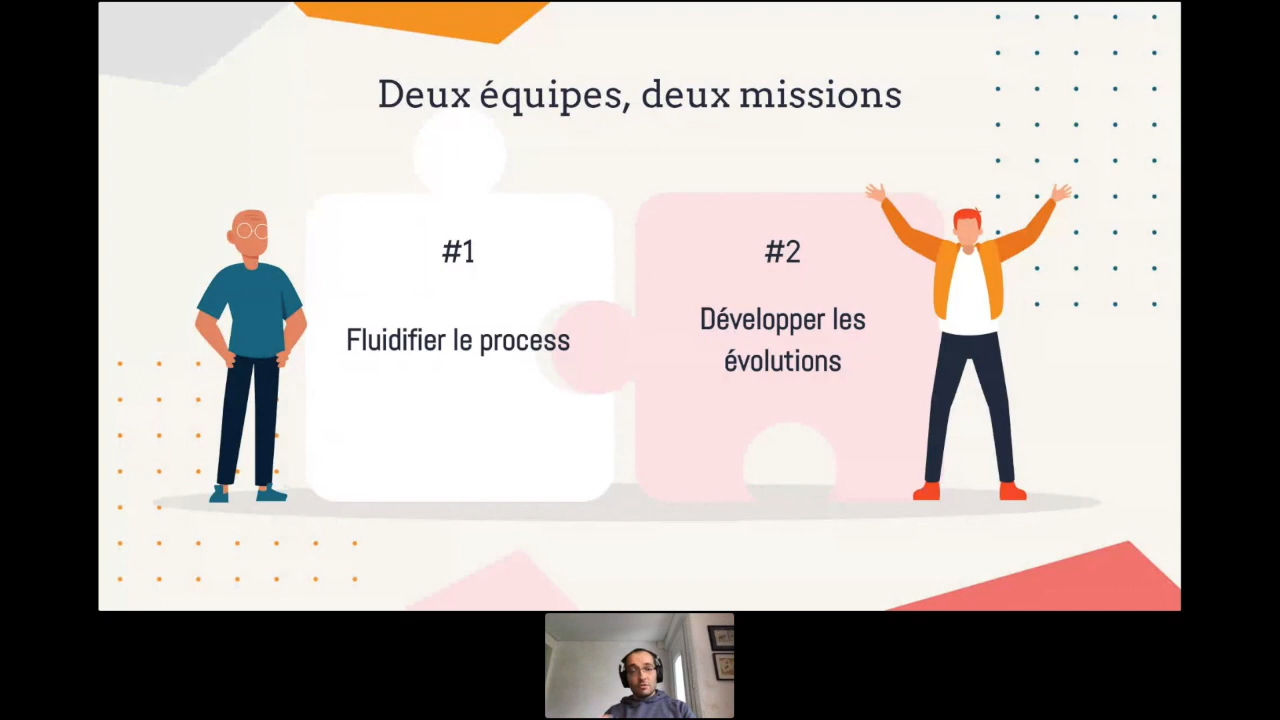 Deux équipes, deux missions
#1
Fluidifier le process
#2
Développer les
évolutions